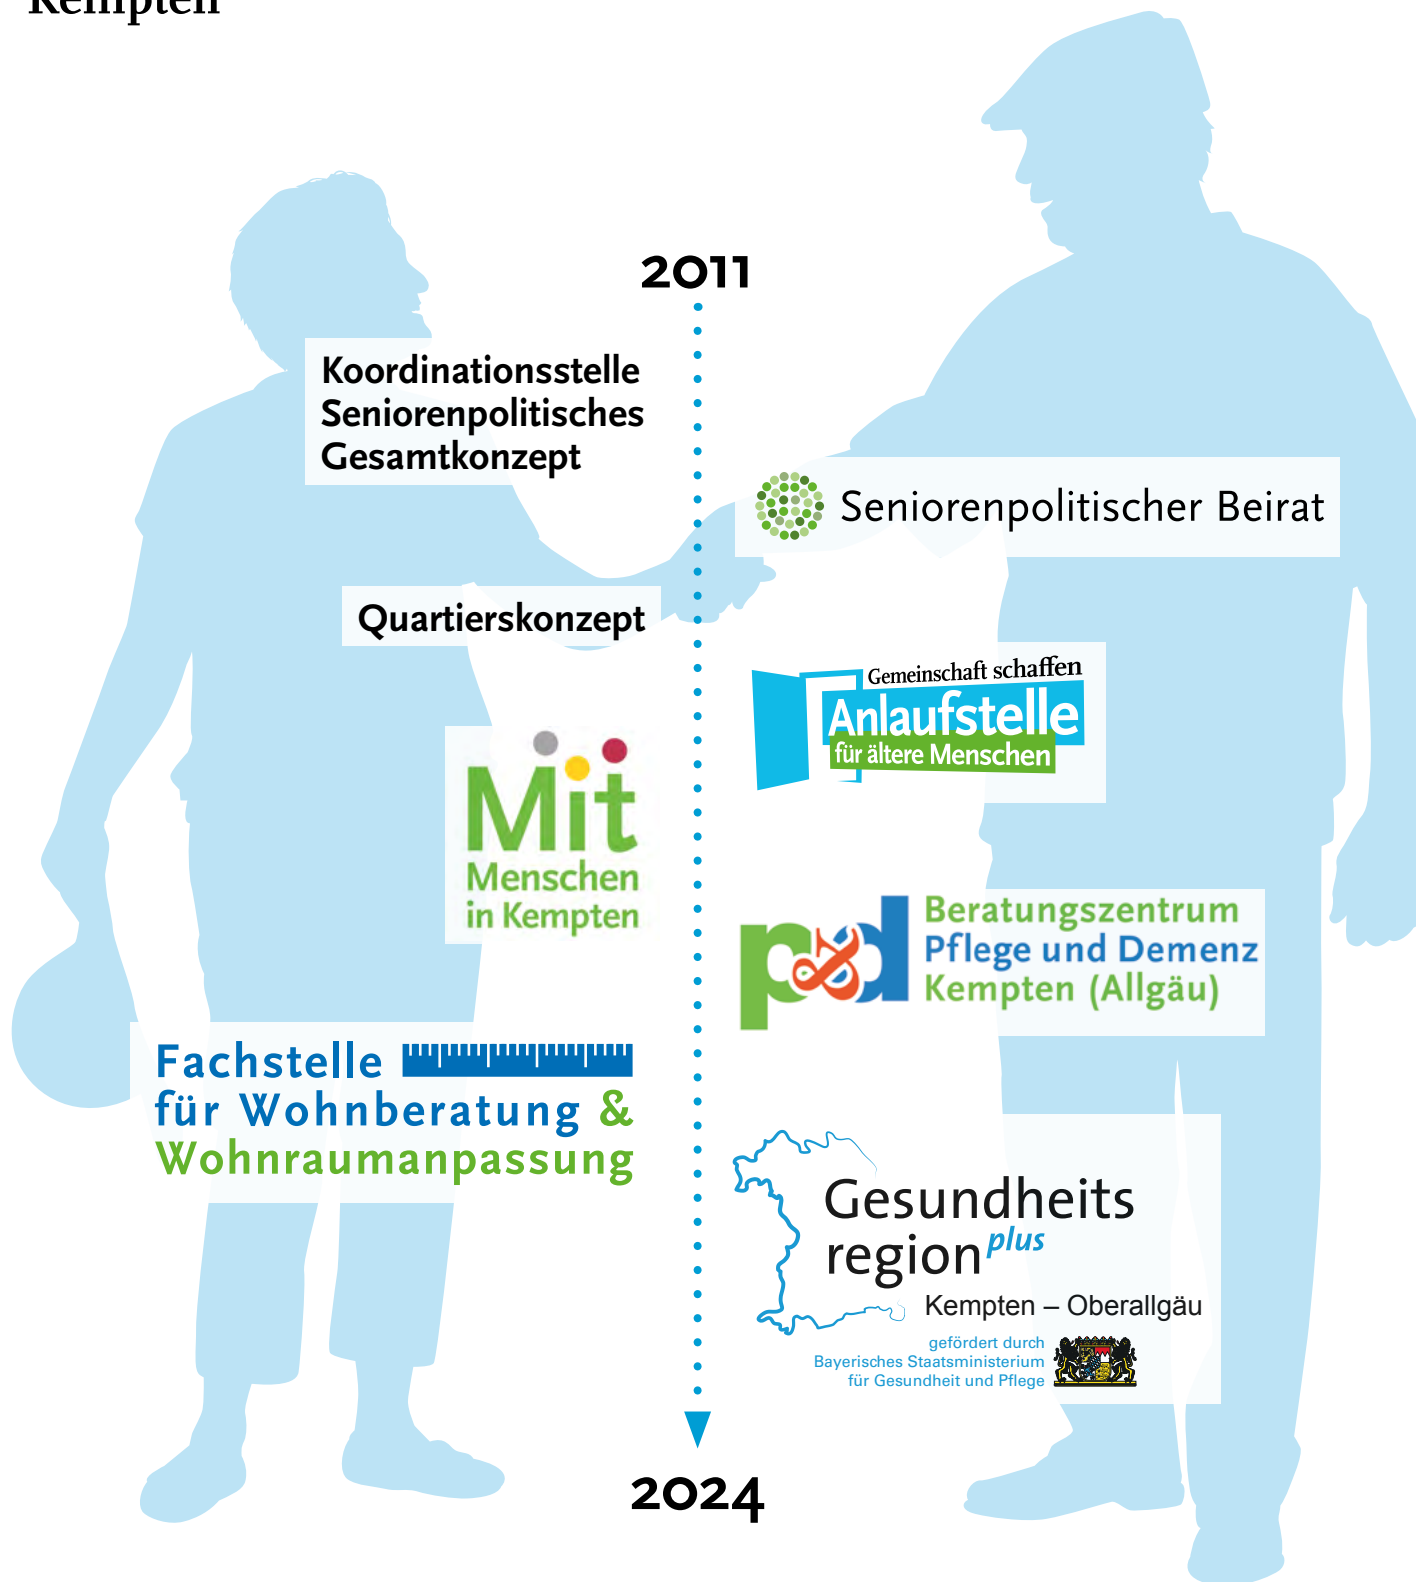 Kempten
2011
Koordinationsstelle
Seniorenpolitisches
Gesamtkonzept
Seniorenpolitischer Beirat
Quartierskonzept
Gemeinschaft schaffen
Anlaufstelle
für ältere Menschen
Mit
Menschen
in Kempten
p&d
Beratungszentrum
Pflege und Demenz
Kempten (Allgäu)
Fachstelle
für Wohnberatung &
Wohnraumanpassung
Gesundheits
region plus
Kempten – Oberallgäu
gefördert durch
Bayerisches Staatsministerium
für Gesundheit und Pflege
2024